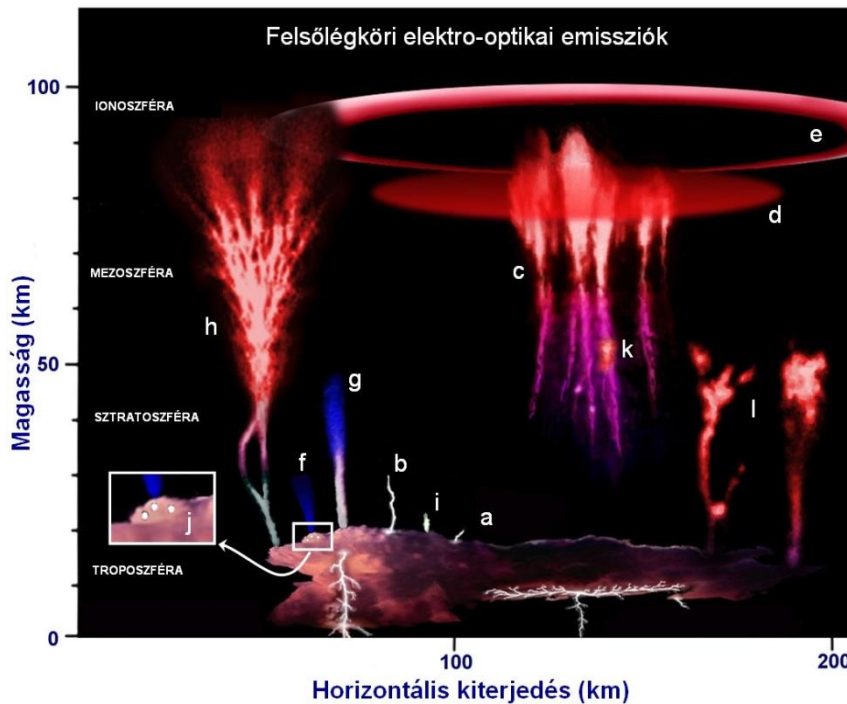 Felsőlégköri elektro-optikai emissziók
100
IONOSZFÉRA
e
d
MEZOSZFÉRA
c
h
k
50
g
l
SZTRATOSZFÉRA
f
b
i
a
j
TROPOSZFÉRA
0
100
200
Magasság (km)
Horizontális kiterjedés (km)